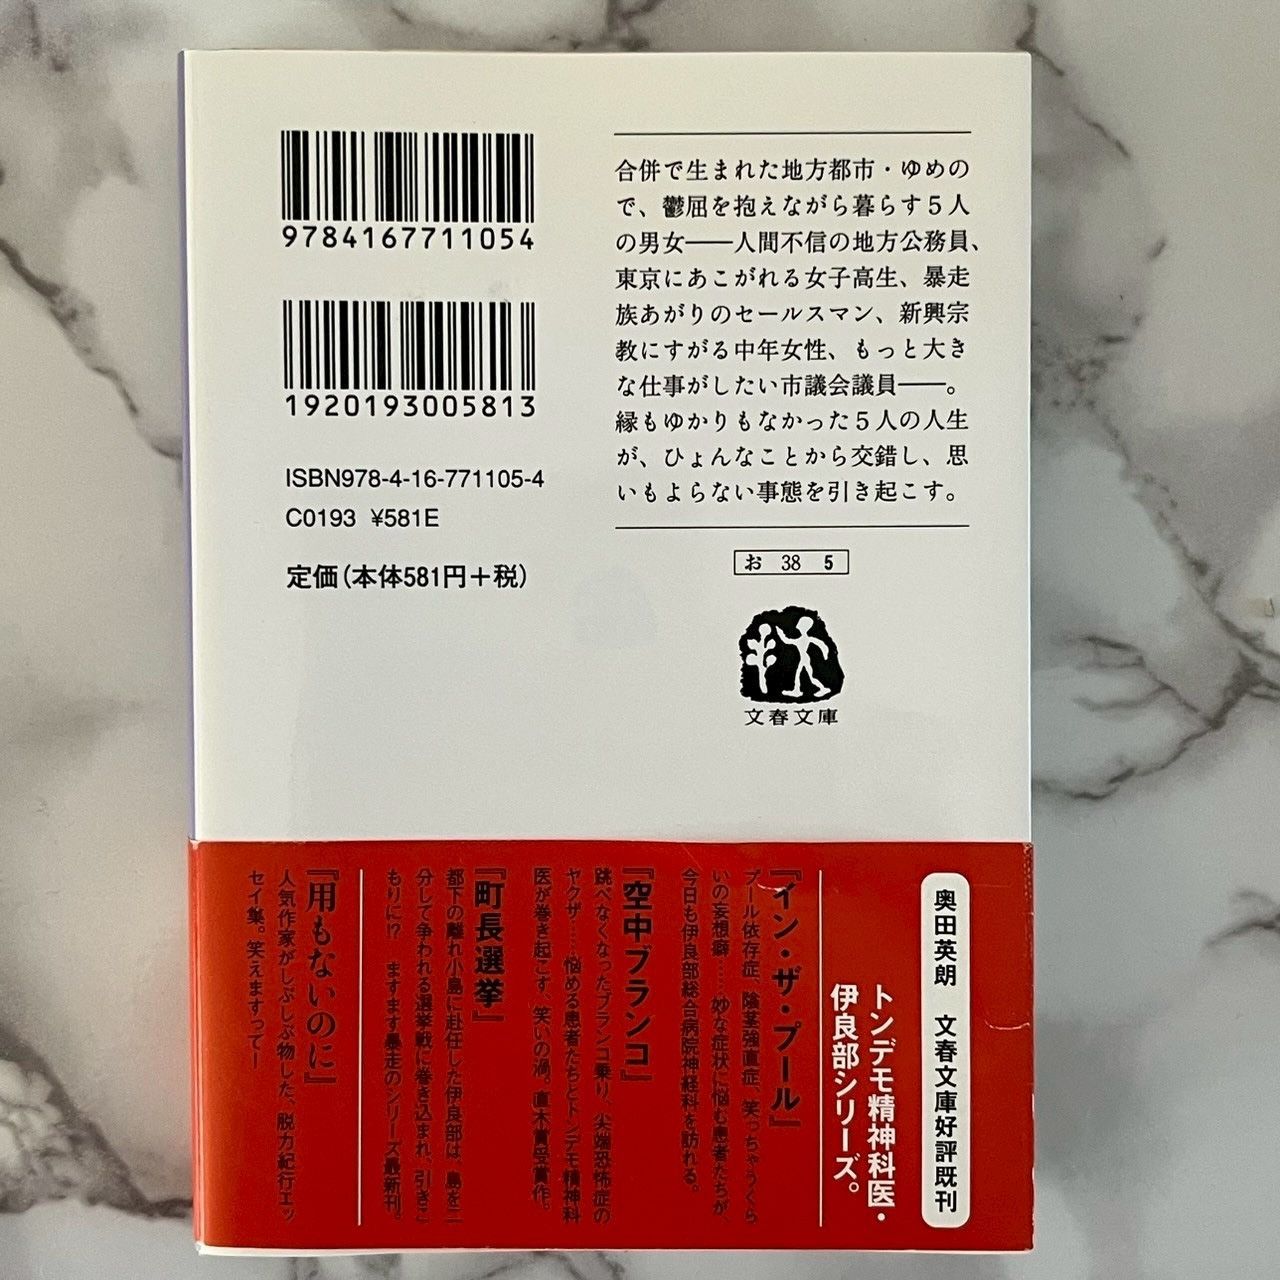 9784167711054
1920193005813
ISBN978-4-16-771105-4
C0193 ¥581E
定価(本体581円+税)
合併で生まれた地方都市・ゆめの
で、鬱屈を抱えながら暮らす5人
の男女――人間不信の地方公務員、
東京にあこがれる女子高生、暴走
族あがりのセールスマン、新興宗
教にすがる中年女性、もっと大き
な仕事がしたい市議会議員――。
縁もゆかりもなかった5人の人生
が、ひょんなことから交錯し、思
いもよらない事態を引き起こす。
お 38 5
文春文庫
奥田英朗 文春文庫好評既刊
トンデモ精神科医・
伊良部シリーズ。
『イン・ザ・プール』
プール依存症、陰茎強直症、笑っちゃうくら
いの妄想癖……妙な症状に悩む患者たちが、
今日も伊良部総合病院神経科を訪れる。
『空中ブランコ』
跳べなくなったブランコ乗り、尖端恐怖症の
ヤクザ……悩める患者たちとトンデモ精神科
医が巻き起こす、笑いの渦。直木賞受賞作。
『町長選挙』
都下の離れ小島に赴任した伊良部は、島を二
分して争われる選挙戦に巻き込まれ、引きこ
もりに!? ますます暴走のシリーズ最新刊。
『用もないのに』
人気作家がしぶしぶ物した、脱力紀行エッ
セイ集。笑えますってー